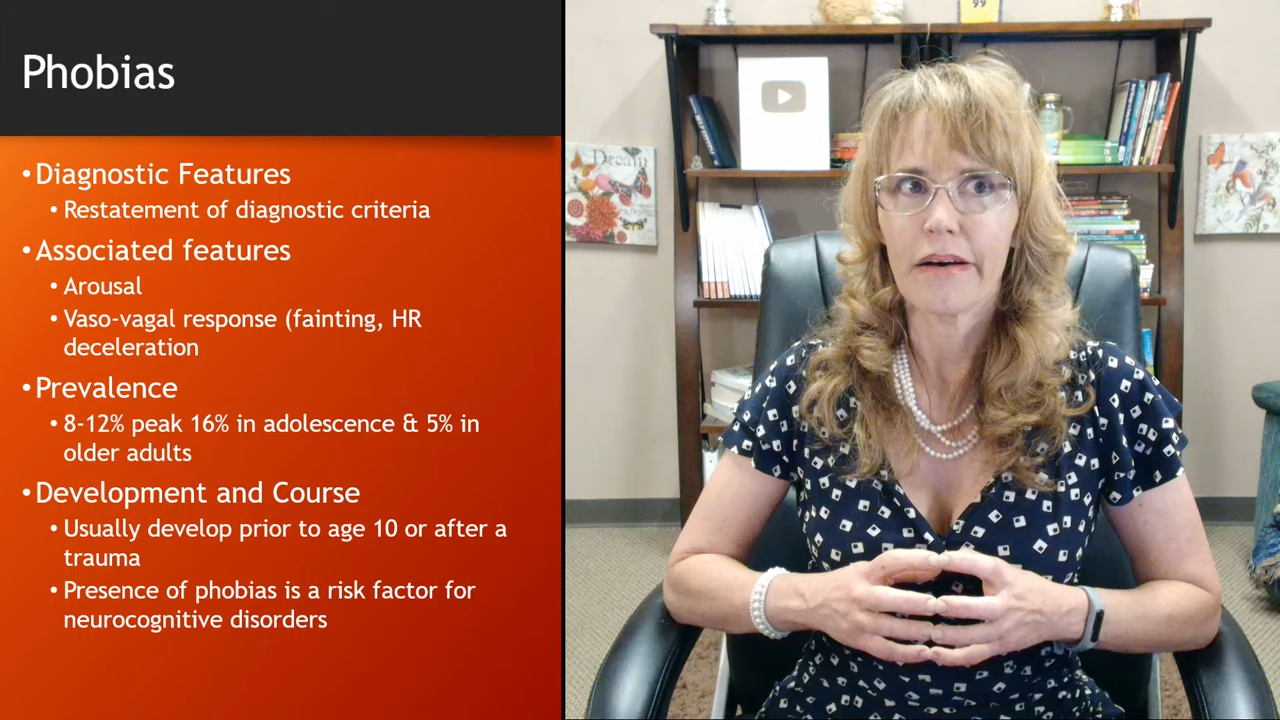 Phobias
•Diagnostic Features
•Restatement of diagnostic criteria
•Associated features
•Arousal
•Vaso-vagal response (fainting, HR
deceleration
•Prevalence
•8-12% peak 16% in adolescence & 5% in
older adults
•Development and Course
•Usually develop prior to age 10 or after a
trauma
•Presence of phobias is a risk factor for
neurocognitive disorders
99
Dream